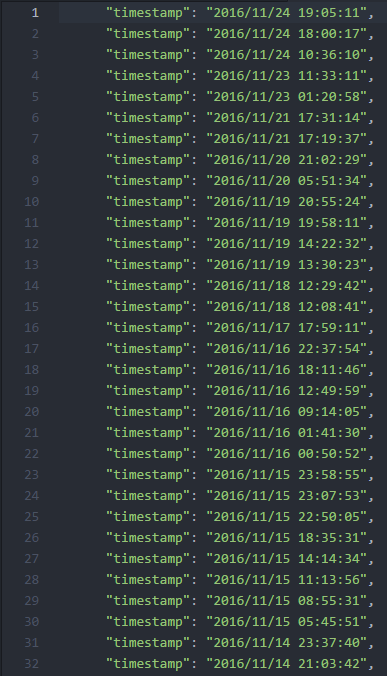 1 "timestamp": "2016/11/24 19:05:11",
2 "timestamp": "2016/11/24 18:00:17",
3 "timestamp": "2016/11/24 10:36:10",
4 "timestamp": "2016/11/23 11:33:11",
5 "timestamp": "2016/11/23 01:20:58",
6 "timestamp": "2016/11/21 17:31:14",
7 "timestamp": "2016/11/21 17:19:37",
8 "timestamp": "2016/11/20 21:02:29",
9 "timestamp": "2016/11/20 05:51:34",
10 "timestamp": "2016/11/19 20:55:24",
11 "timestamp": "2016/11/19 19:58:11",
12 "timestamp": "2016/11/19 14:22:32",
13 "timestamp": "2016/11/19 13:30:23",
14 "timestamp": "2016/11/18 12:29:42",
15 "timestamp": "2016/11/18 12:08:41",
16 "timestamp": "2016/11/17 17:59:11",
17 "timestamp": "2016/11/16 22:37:54",
18 "timestamp": "2016/11/16 18:11:46",
19 "timestamp": "2016/11/16 12:49:59",
20 "timestamp": "2016/11/16 09:14:05",
21 "timestamp": "2016/11/16 01:41:30",
22 "timestamp": "2016/11/16 00:50:52",
23 "timestamp": "2016/11/15 23:58:55",
24 "timestamp": "2016/11/15 23:07:53",
25 "timestamp": "2016/11/15 22:50:05",
26 "timestamp": "2016/11/15 18:35:31",
27 "timestamp": "2016/11/15 14:14:34",
28 "timestamp": "2016/11/15 11:13:56",
29 "timestamp": "2016/11/15 08:55:31",
30 "timestamp": "2016/11/15 05:45:51",
31 "timestamp": "2016/11/14 23:37:40",
32 "timestamp": "2016/11/14 21:03:42",